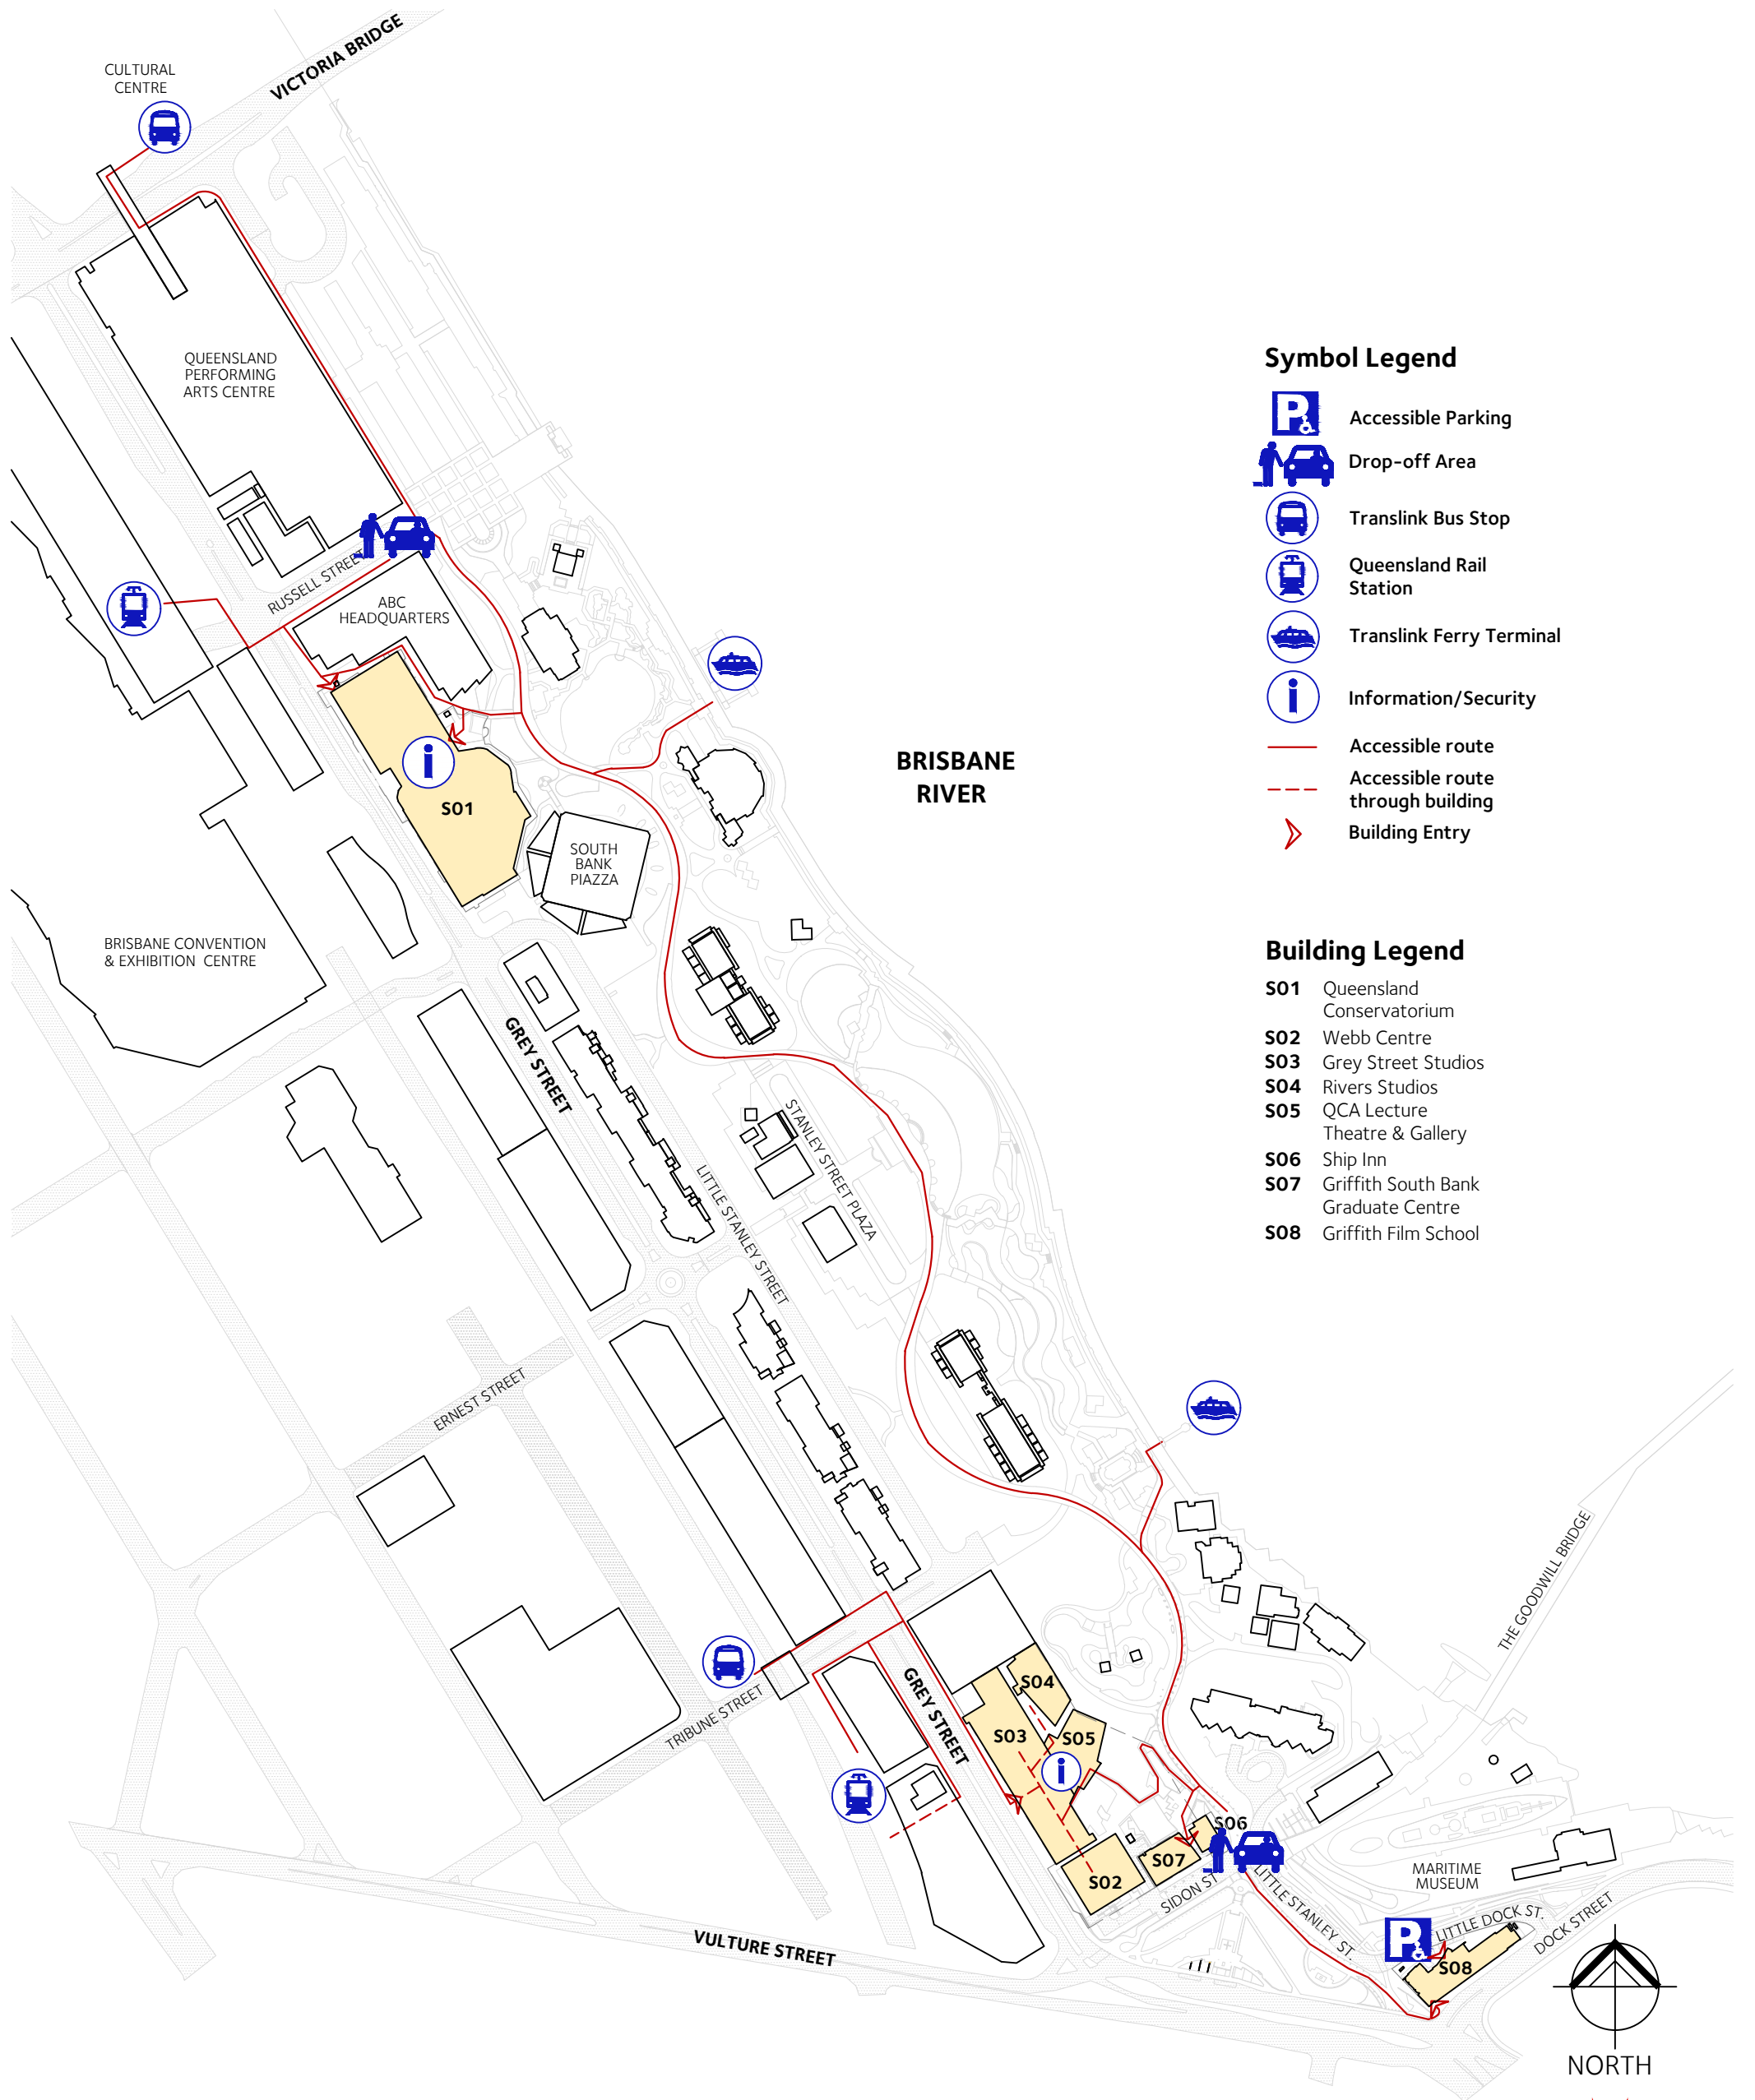 VICTORIA BRIDGE
CULTURAL
CENTRE
QUEENSLAND
PERFORMING
ARTS CENTRE
RUSSELL STREET
ABC
HEADQUARTERS
S01
SOUTH
BANK
PIAZZA
BRISBANE
RIVER
BRISBANE CONVENTION
& EXHIBITION CENTRE
GREY STREET
STANLEY STREET PLAZA
LITTLE STANLEY STREET
ERNEST STREET
THE GOODWILL BRIDGE
TRIBUNE STREET
GREY STREET
S04
S03
S05
S06
S07
S02
SIDON ST
LITTLE STANLEY ST.
MARITIME
MUSEUM
LITTLE DOCK ST.
DOCK STREET
S08
VULTURE STREET
NORTH
Symbol Legend
P Accessible Parking
Drop-off Area
Translink Bus Stop
Queensland Rail
Station
Translink Ferry Terminal
i Information/Security
Accessible route
Accessible route
through building
Building Entry
Building Legend
S01 Queensland
Conservatorium
S02 Webb Centre
S03 Grey Street Studios
S04 Rivers Studios
S05 QCA Lecture
Theatre & Gallery
S06 Ship Inn
S07 Griffith South Bank
Graduate Centre
S08 Griffith Film School
i
i
P